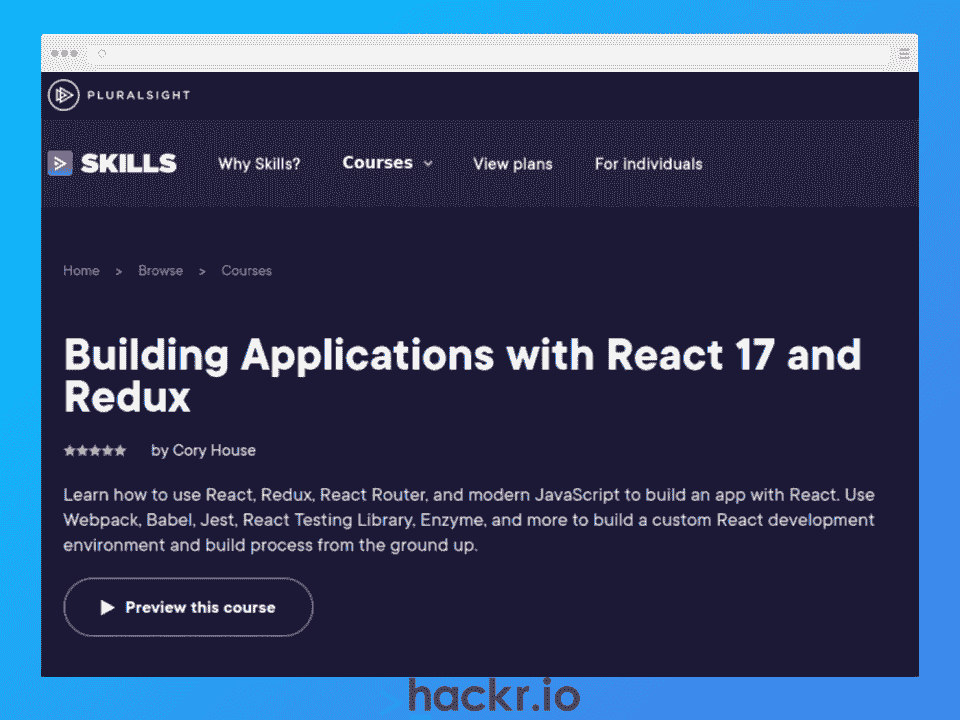 PLURALSIGHT
SKILLS Why Skills? Courses View plans For individuals
Home > Browse > Courses
Building Applications with React 17 and
Redux
by Cory House
Learn how to use React, Redux, React Router, and modern JavaScript to build an app with React. Use
Webpack, Babel, Jest, React Testing Library, Enzyme, and more to build a custom React development
environment and build process from the ground up.
Preview this course
hackr.io